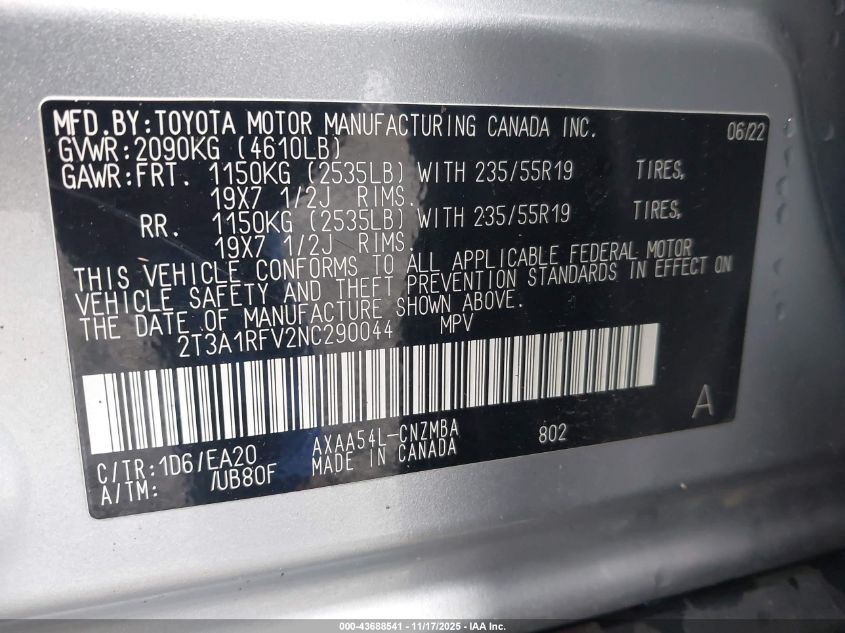 MFD.BY:TOYOTA MOTOR MANUFACTURING CANADA INC. 06/22
GVWR:2090KG (4610LB)
GAWR:FRT. 1150KG (2535LB) WITH 235/55R19 TIRES,
19X7 1/2J RIMS.
RR. 1150KG (2535LB) WITH 235/55R19 TIRES,
19X7 1/2J RIMS.
THIS VEHICLE CONFORMS TO ALL APPLICABLE FEDERAL MOTOR
VEHICLE SAFETY AND THEFT PREVENTION STANDARDS IN EFFECT ON
THE DATE OF MANUFACTURE SHOWN ABOVE.
2T3A1RFV2NC290044 MPV
A
C/TR:1D6/EA20 AXAA54L-CNZMBA 802
A/TM: /UB80F MADE IN CANADA
000-43688541 - 11/17/2025 - IAA Inc.